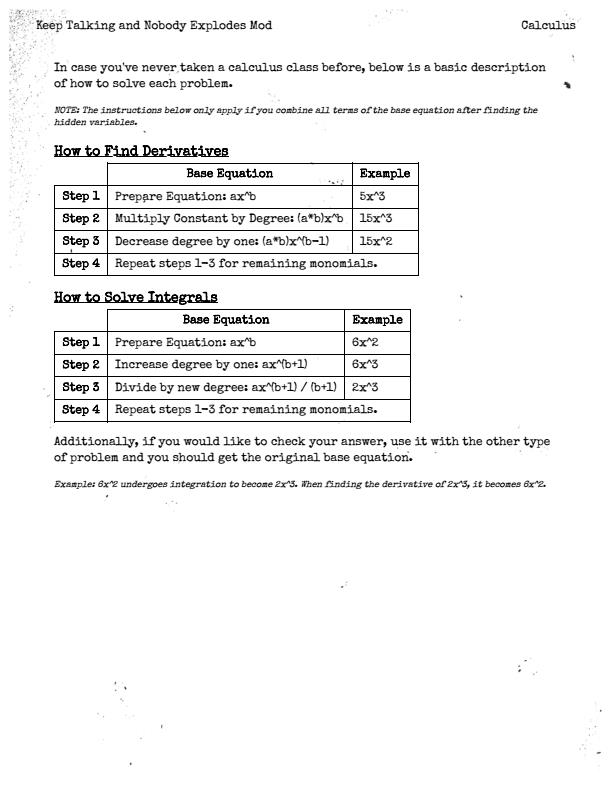 Keep Talking and Nobody Explodes Mod Calculus
In case you've never taken a calculus class before, below is a basic description
of how to solve each problem.
NOTE: The instructions below only apply if you combine all terms of the base equation after finding the
hidden variables.
How to Find Derivatives
Base Equation Example
Step 1 Prepare Equation: ax^b 5x^3
Step 2 Multiply Constant by Degree: (a*b)x^b 15x^3
Step 3 Decrease degree by one: (a*b)x^(b-1) 15x^2
Step 4 Repeat steps 1-3 for remaining monomials.
How to Solve Integrals
Base Equation Example
Step 1 Prepare Equation: ax^b 6x^2
Step 2 Increase degree by one: ax^(b+1) 6x^3
Step 3 Divide by new degree: ax^(b+1) / (b+1) 2x^3
Step 4 Repeat steps 1-3 for remaining monomials.
Additionally, if you would like to check your answer, use it with the other type
of problem and you should get the original base equation.
Example: 6x^2 undergoes integration to become 2x^3. When finding the derivative of 2x^3, it becomes 6x^2.